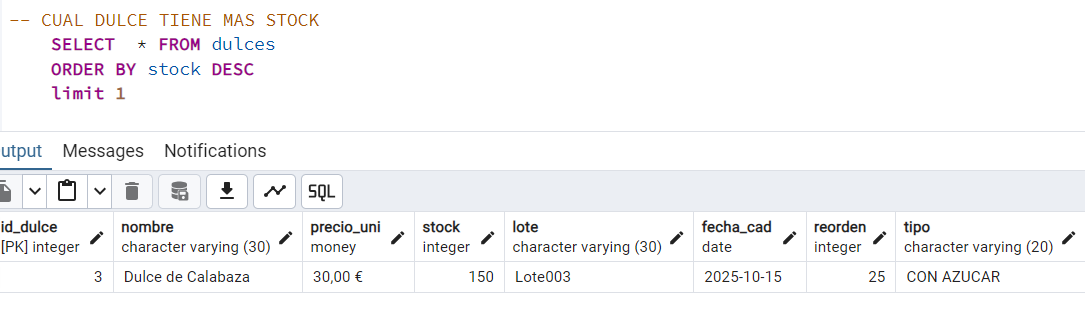 -- CUAL DULCE TIENE MAS STOCK
SELECT * FROM dulces
ORDER BY stock DESC
limit 1
utput Messages Notifications
SQL
id_dulce nombre precio_uni stock lote fecha_cad reorden tipo
[PK] integer character varying (30) money integer character varying (30) date integer character varying (20)
3 Dulce de Calabaza 30,00 € 150 Lote003 2025-10-15 25 CON AZUCAR